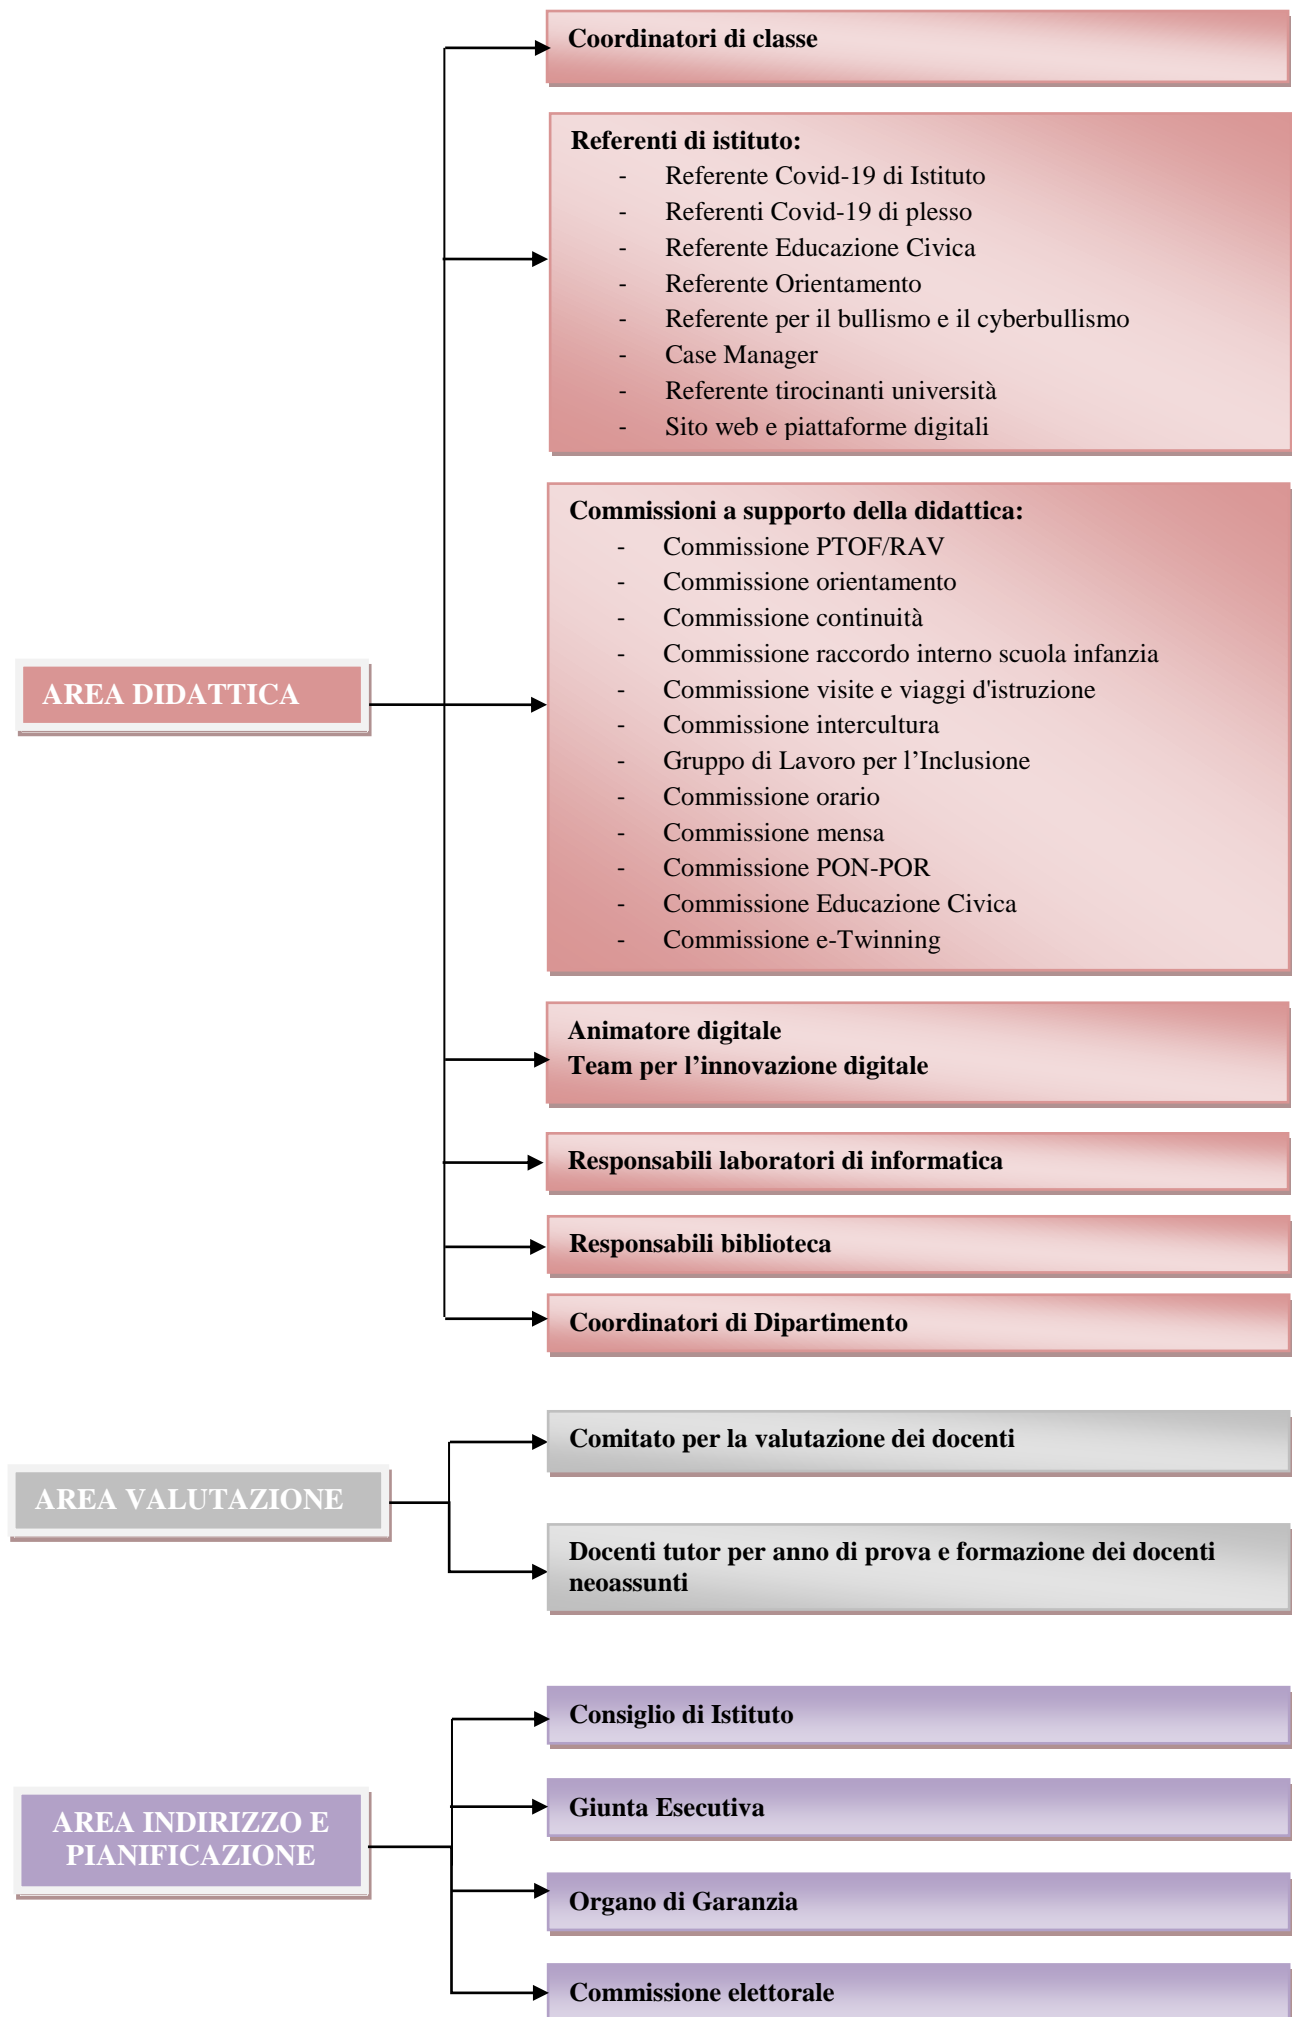 Coordinatori di classe
Referenti di istituto:
- Referente Covid-19 di Istituto
- Referenti Covid-19 di plesso
- Referente Educazione Civica
- Referente Orientamento
- Referente per il bullismo e il cyberbullismo
- Case Manager
- Referente tirocinanti università
- Sito web e piattaforme digitali
Commissioni a supporto della didattica:
- Commissione PTOF/RAV
- Commissione orientamento
- Commissione continuità
- Commissione raccordo interno scuola infanzia
- Commissione visite e viaggi d'istruzione
- Commissione intercultura
- Gruppo di Lavoro per l’Inclusione
- Commissione orario
- Commissione mensa
- Commissione PON-POR
- Commissione Educazione Civica
- Commissione e-Twinning
AREA DIDATTICA
Animatore digitale
Team per l’innovazione digitale
Responsabili laboratori di informatica
Responsabili biblioteca
Coordinatori di Dipartimento
AREA VALUTAZIONE
Comitato per la valutazione dei docenti
Docenti tutor per anno di prova e formazione dei docenti
neoassunti
AREA INDIRIZZO E
PIANIFICAZIONE
Consiglio di Istituto
Giunta Esecutiva
Organo di Garanzia
Commissione elettorale